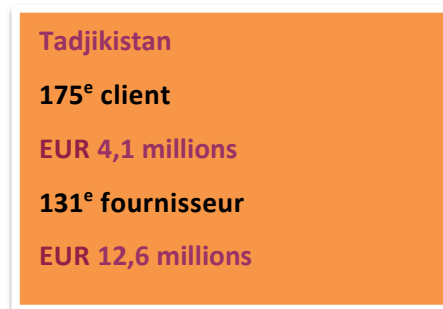 Tadjikistan
175e client
EUR 4,1 millions
131e fournisseur
EUR 12,6 millions